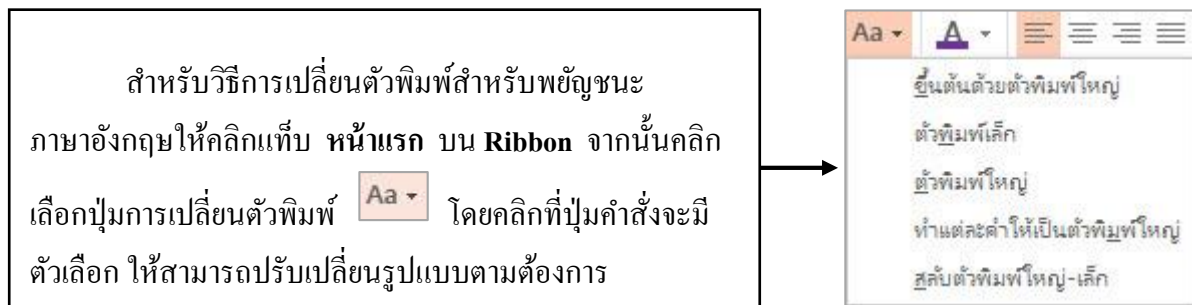 สำหรับวิธีการเปลี่ยนตัวพิมพ์สำหรับพยัญชนะ
ภาษาอังกฤษให้คลิกแท็บ หน้าแรก บน Ribbon จากนั้นคลิก
เลือกปุ่มการเปลี่ยนตัวพิมพ์ Aa โดยคลิกที่ปุ่มคำสั่งจะมี
ตัวเลือก ให้สามารถปรับเปลี่ยนรูปแบบตามต้องการ
Aa A
ขึ้นต้นด้วยตัวพิมพ์ใหญ่
ตัวพิมพ์เล็ก
ตัวพิมพ์ใหญ่
ทำแต่ละคำให้เป็นตัวพิมพ์ใหญ่
สลับตัวพิมพ์ใหญ่-เล็ก